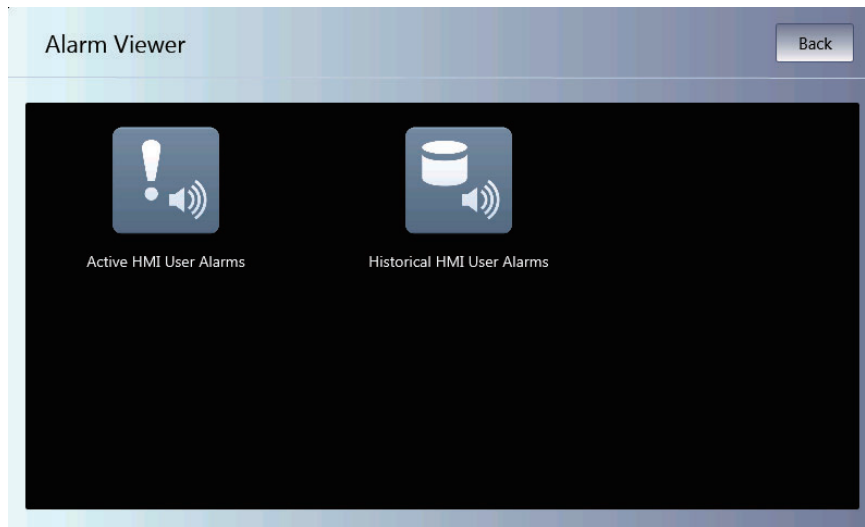 Alarm Viewer
Back
Active HMI User Alarms
Historical HMI User Alarms